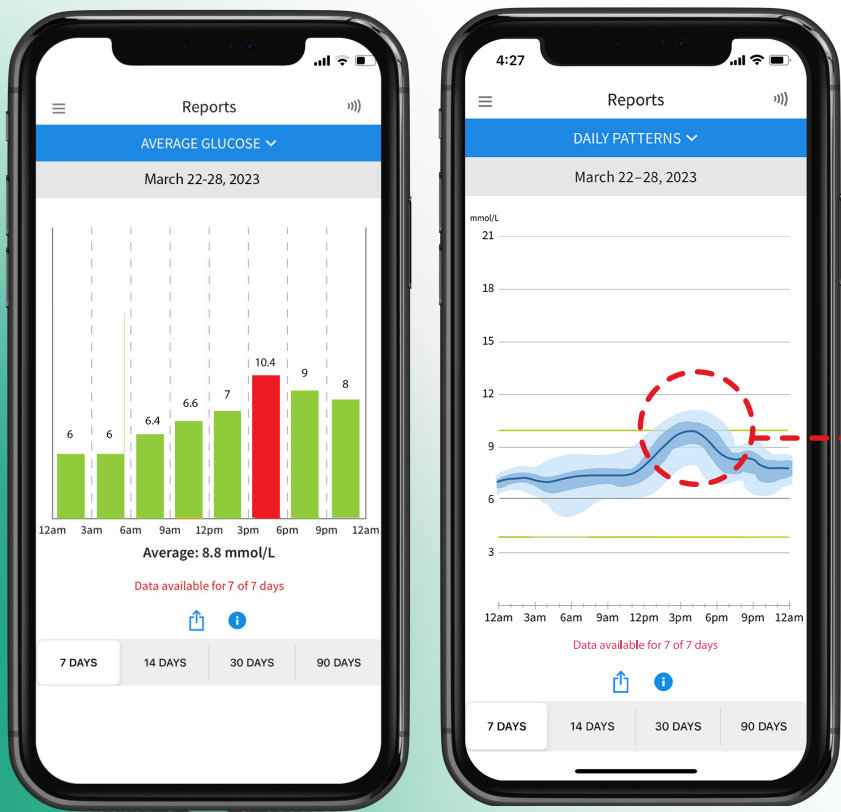 Reports
AVERAGE GLUCOSE
March 22-28, 2023
10.4
9
8
7
6.6
6.4
6 6
12am 3am 6am 9am 12pm 3pm 6pm 9pm 12am
Average: 8.8 mmol/L
Data available for 7 of 7 days
7 DAYS 14 DAYS 30 DAYS 90 DAYS
4:27
Reports
DAILY PATTERNS
March 22–28, 2023
mmol/L
21
18
15
12
9
6
3
12am 3am 6am 9am 12pm 3pm 6pm 9pm 12am
Data available for 7 of 7 days
7 DAYS 14 DAYS 30 DAYS 90 DAYS